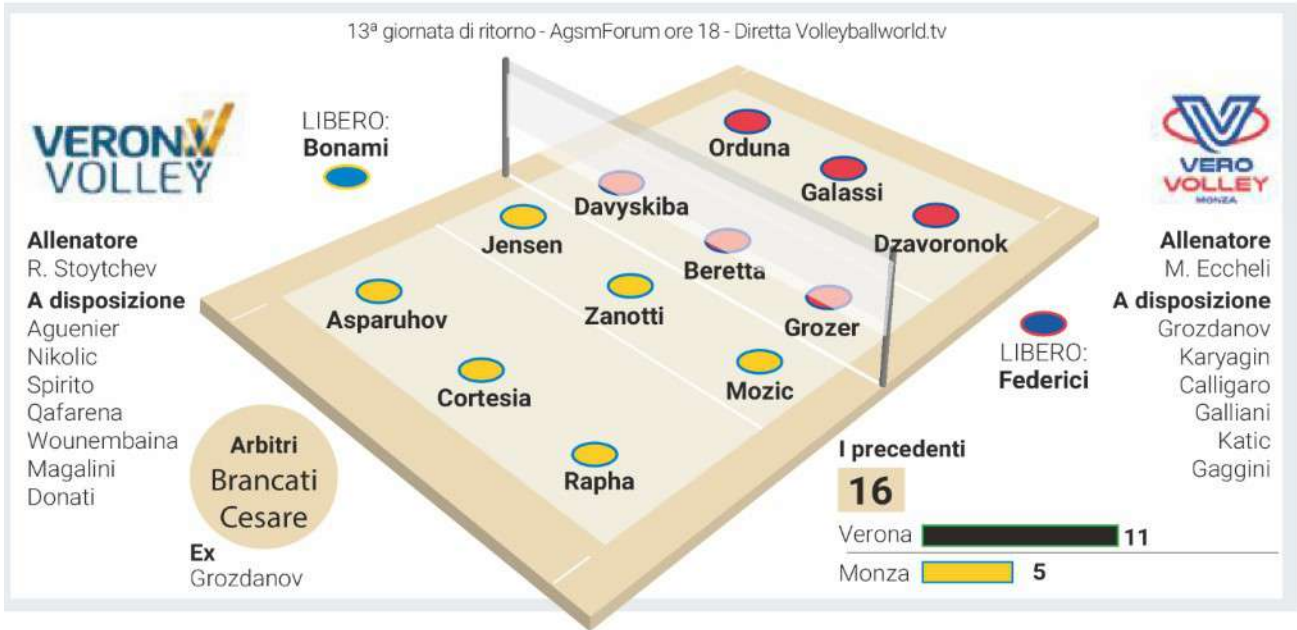 13ª giornata di ritorno - AgsmForum ore 18 - Diretta Volleyballworld.tv
VERONA
VOLLEY
LIBERO:
Bonami
Allenatore
R. Stoytchev
A disposizione
Aguenier
Nikolic
Spirito
Qafarena
Wounembaina
Magalini
Donati
Arbitri
Brancati
Cesare
Ex
Grozdanov
Jensen
Asparuhov
Zanotti
Cortesia
Mozic
Rapha
Orduna
Galassi
Davyskiba
Dzavoronok
Beretta
Grozer
VERO
VOLLEY
MONZA
Allenatore
M. Eccheli
A disposizione
Grozdanov
Karyagin
Calligaro
Galliani
Katic
Gaggini
LIBERO:
Federici
I precedenti
16
Verona 11
Monza 5